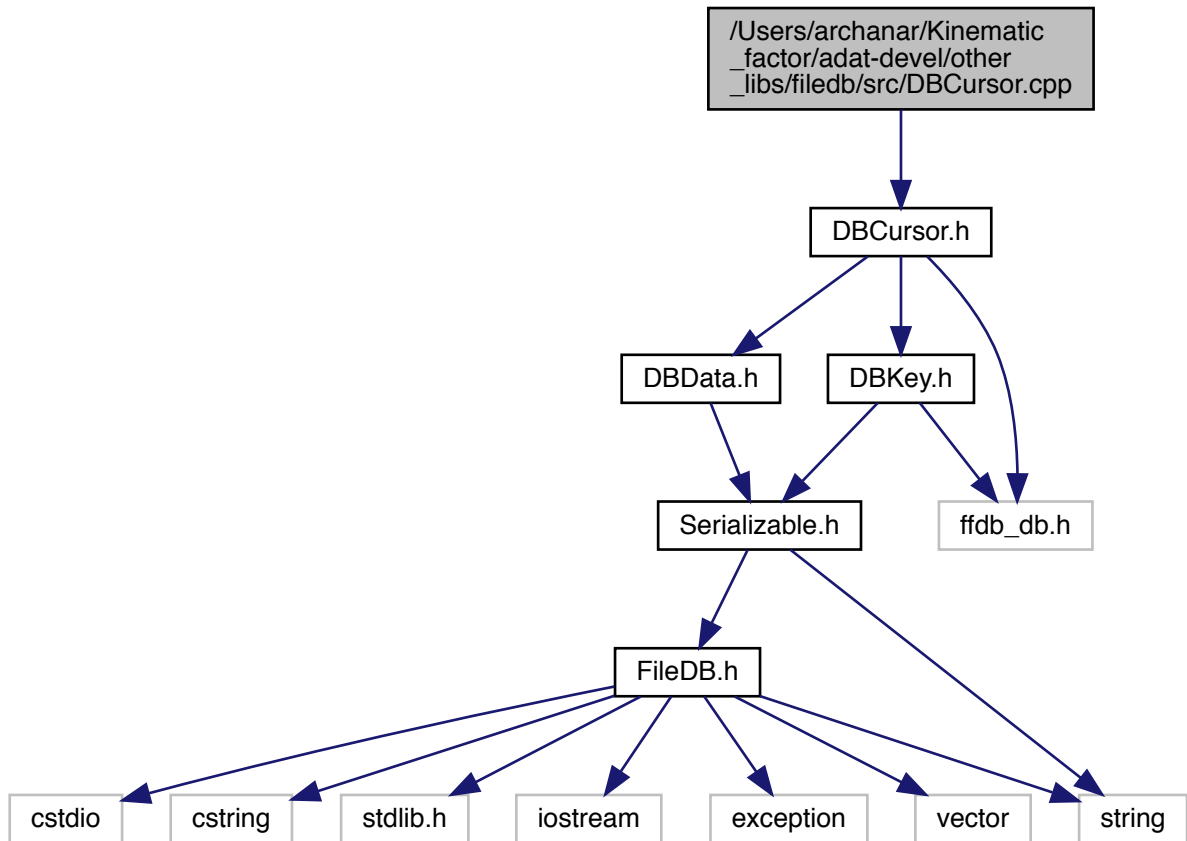 /Users/archanar/Kinematic
_factor/adat-devel/other
_libs/filedb/src/DBCursor.cpp
DBCursor.h
DBData.h
DBKey.h
Serializable.h
ffdb_db.h
FileDB.h
cstdio
cstring
stdlib.h
iostream
exception
vector
string